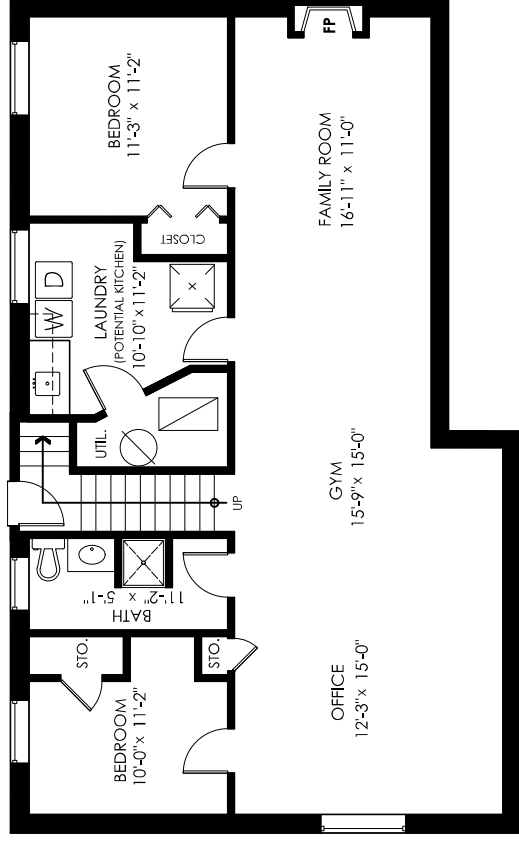 FP
BEDROOM
11'-3" x 11'-2"
FAMILY ROOM
16'-11" x 11'-0"
CLOSET
D
W
LAUNDRY
(POTENTIAL KITCHEN)
10'-10" x 11'-2"
X
UTIL.
GYM
15'-9" x 15'-0"
UP
BATH
11'-2" x 5'-1"
STO.
STO.
BEDROOM
10'-0" x 11'-2"
OFFICE
12'-3" x 15'-0"